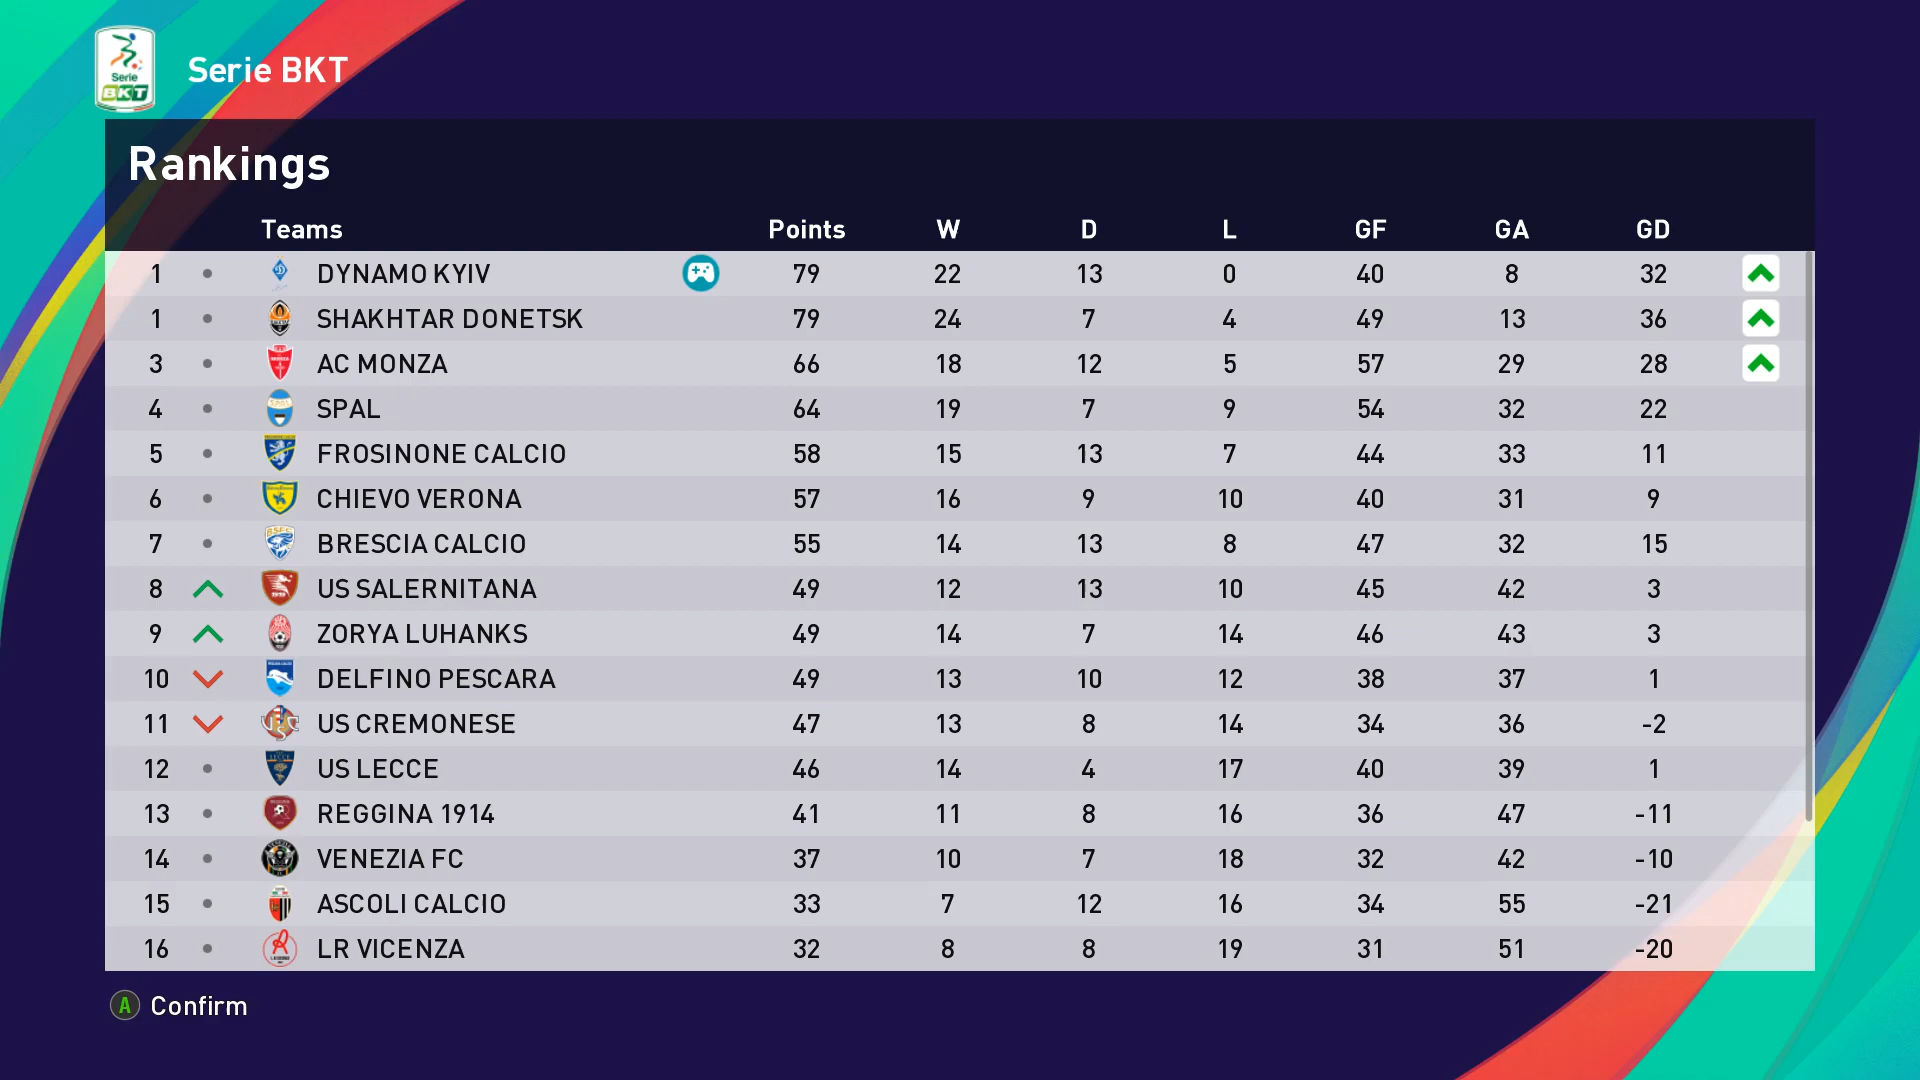 Serie BKT
Serie BKT
Rankings
Teams Points W D L GF GA GD
1 DYNAMO KYIV 79 22 13 0 40 8 32
1 SHAKHTAR DONETSK 79 24 7 4 49 13 36
3 AC MONZA 66 18 12 5 57 29 28
4 SPAL 64 19 7 9 54 32 22
5 FROSINONE CALCIO 58 15 13 7 44 33 11
6 CHIEVO VERONA 57 16 9 10 40 31 9
7 BRESCIA CALCIO 55 14 13 8 47 32 15
8 US SALERNITANA 49 12 13 10 45 42 3
9 ZORYA LUHANKS 49 14 7 14 46 43 3
10 DELFINO PESCARA 49 13 10 12 38 37 1
11 US CREMONESE 47 13 8 14 34 36 -2
12 US LECCE 46 14 4 17 40 39 1
13 REGGINA 1914 41 11 8 16 36 47 -11
14 VENEZIA FC 37 10 7 18 32 42 -10
15 ASCOLI CALCIO 33 7 12 16 34 55 -21
16 LR VICENZA 32 8 8 19 31 51 -20
A Confirm